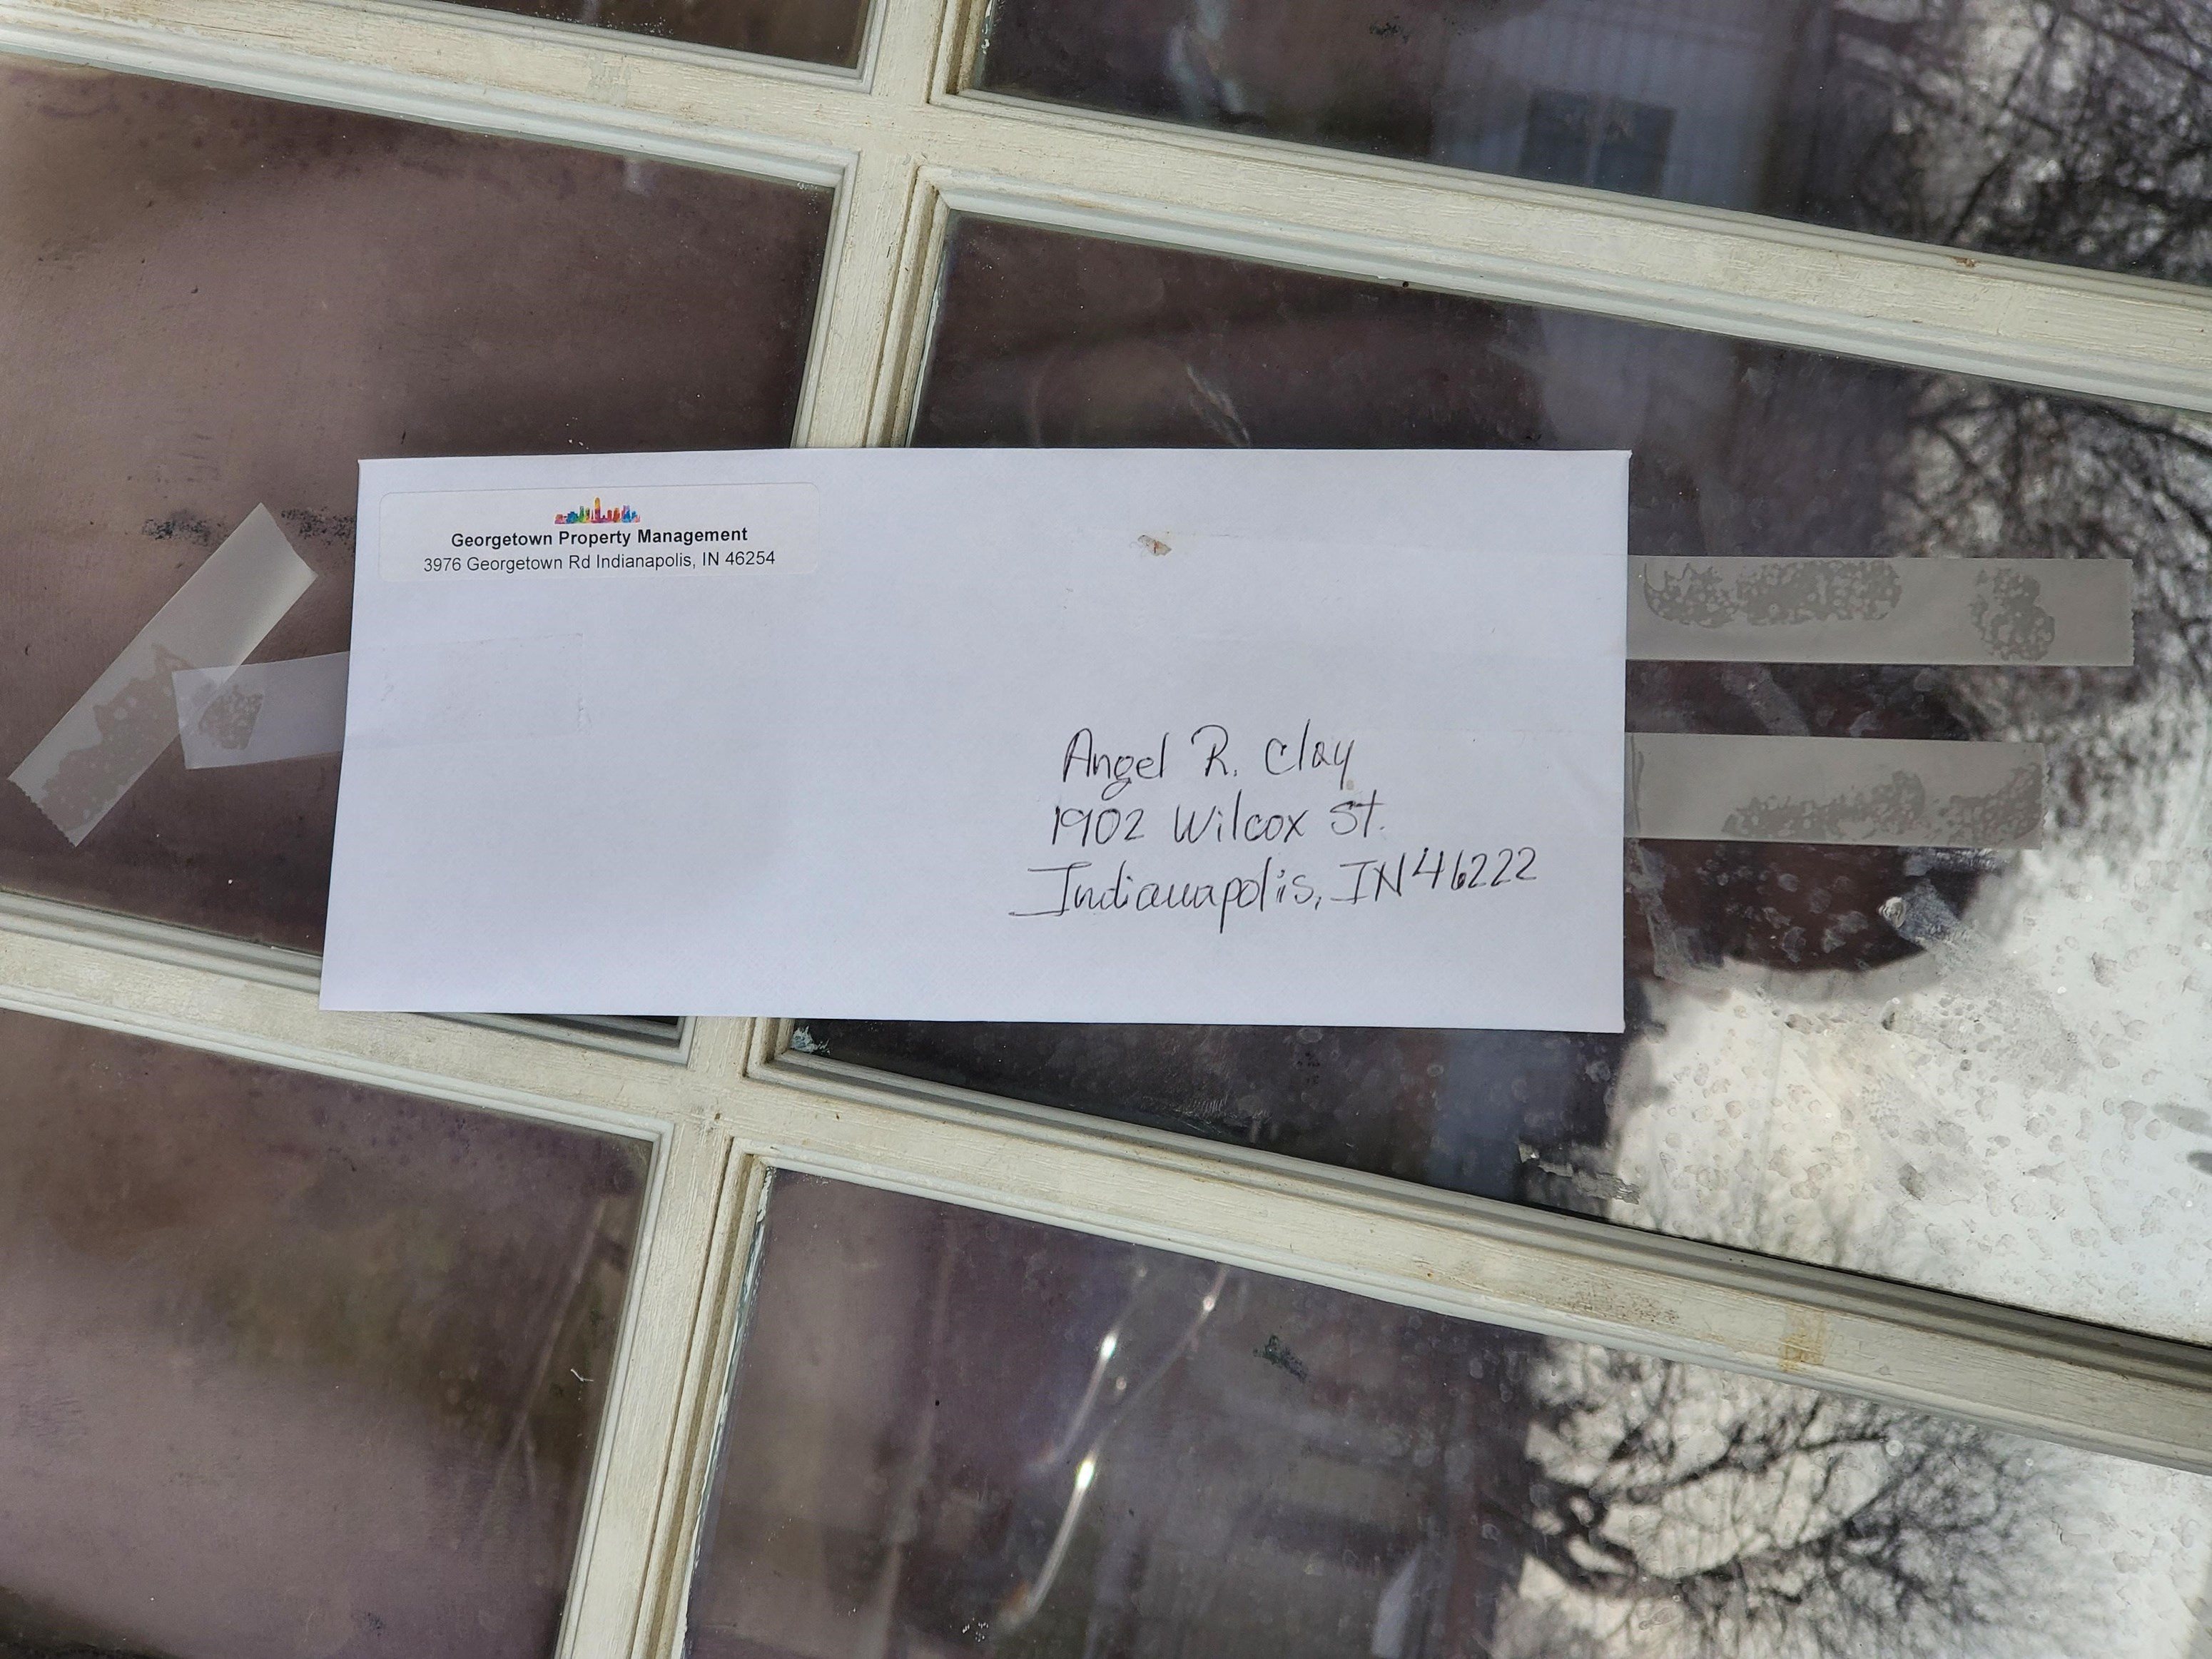 Georgetown Property Management
3976 Georgetown Rd Indianapolis, IN 46254
Angel R. Clay
1902 Wilcox St.
Indianapolis, IN 46222